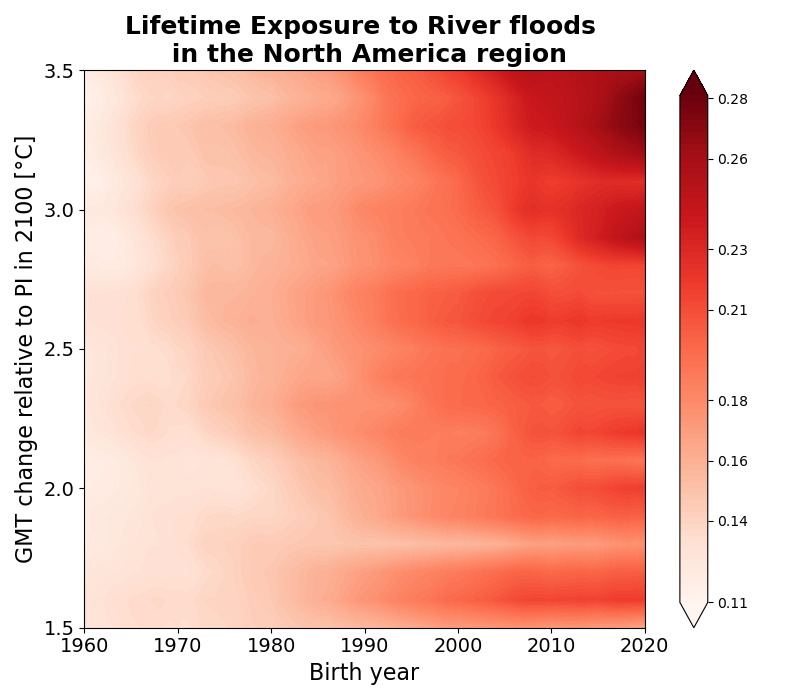 Lifetime Exposure to River floods
in the North America region
GMT change relative to PI in 2100 [°C]
3.5
3.0
2.5
2.0
1.5
1960 1970 1980 1990 2000 2010 2020
Birth year
0.28
0.26
0.23
0.21
0.18
0.16
0.14
0.11